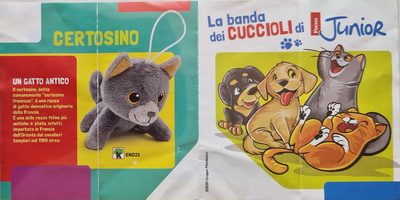 CERTOSINO
UN GATTO ANTICO
Il certosino, detto
comunemente "certosino
francese", è una razza
di gatto domestico originaria
della Francia.
È una delle razze feline più
antiche: è stata, infatti,
importata in Francia
dall'Oriente dai cavalieri
templari nel 1100 circa.
END23
La banda
dei CUCCIOLI di
Focus
Junior
©2024 Gruppo Mondadori